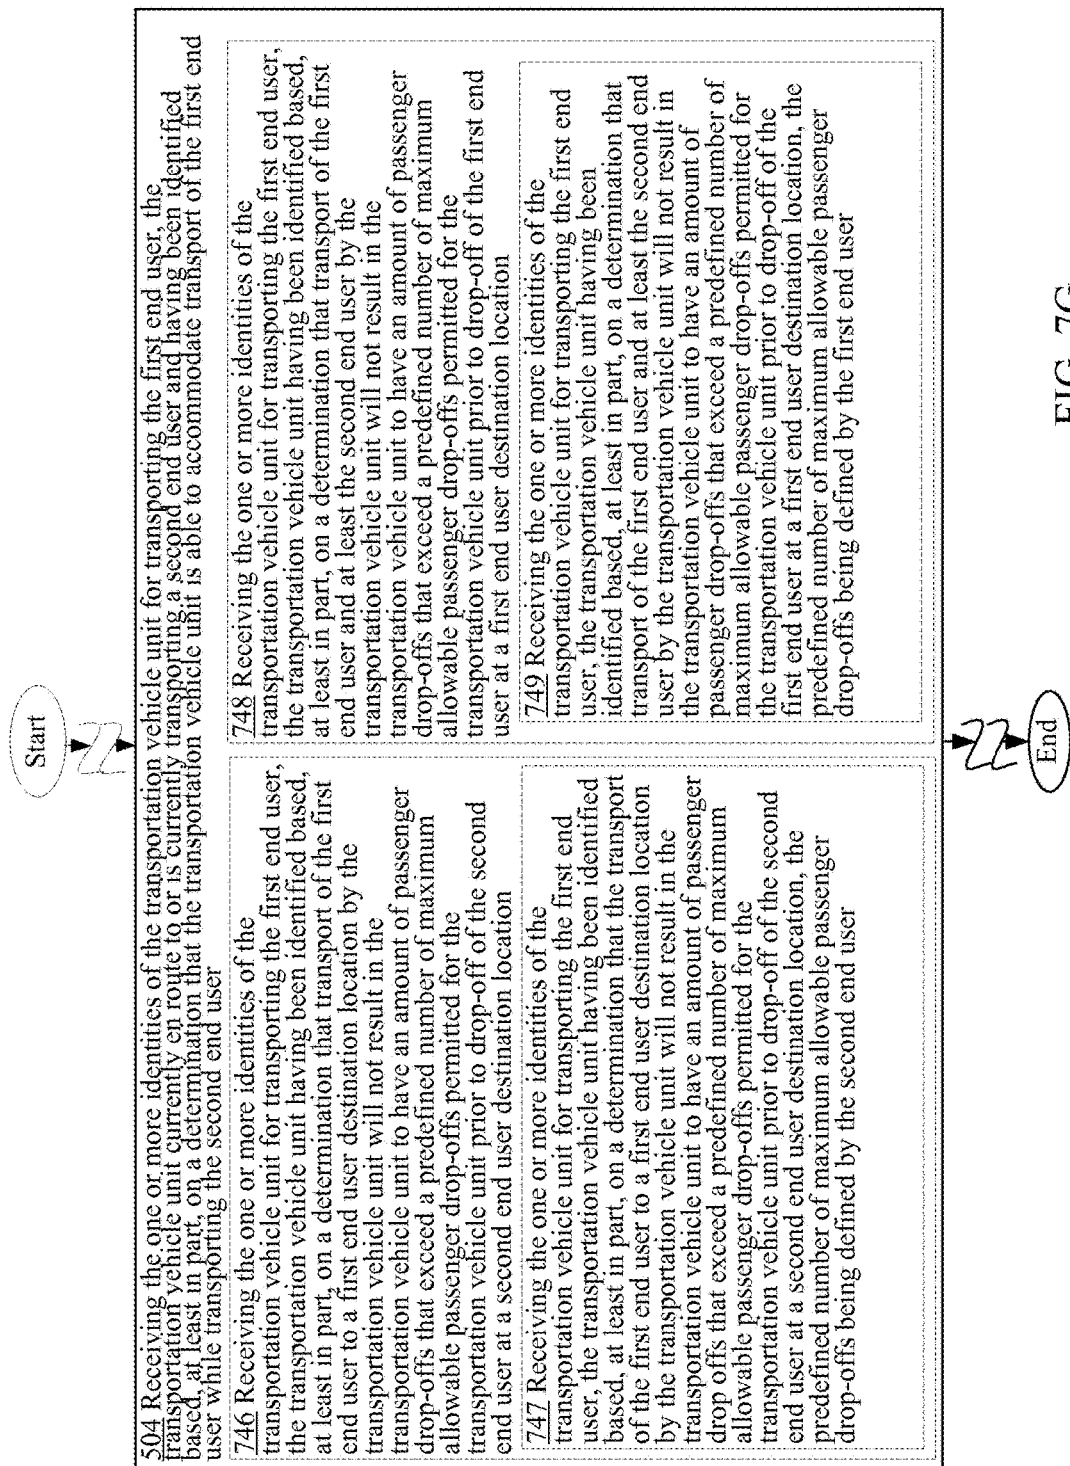 Start
504 Receiving the one or more identities of the transportation vehicle unit for transporting the first end user, the
transportation vehicle unit currently en route to or is currently transporting a second end user and having been identified
based, at least in part, on a determination that the transportation vehicle unit is able to accommodate transport of the first end
user while transporting the second end user
746 Receiving the one or more identities of the
transportation vehicle unit for transporting the first end user,
the transportation vehicle unit having been identified based,
at least in part, on a determination that transport of the first
end user to a first end user destination location by the
transportation vehicle unit will not result in the
transportation vehicle unit to have an amount of passenger
drop-offs that exceed a predefined number of maximum
allowable passenger drop-offs permitted for the
transportation vehicle unit prior to drop-off of the second
end user at a second end user destination location
747 Receiving the one or more identities of the
transportation vehicle unit for transporting the first end
user, the transportation vehicle unit having been identified
based, at least in part, on a determination that the transport
of the first end user to a first end user destination location
by the transportation vehicle unit will not result in the
transportation vehicle unit to have an amount of passenger
drop offs that exceed a predefined number of maximum
allowable passenger drop-offs permitted for the
transportation vehicle unit prior to drop-off of the second
end user at a second end user destination location, the
predefined number of maximum allowable passenger
drop-offs being defined by the second end user
748 Receiving the one or more identities of the
transportation vehicle unit for transporting the first end user,
the transportation vehicle unit having been identified based,
at least in part, on a determination that transport of the first
end user and at least the second end user by the
transportation vehicle unit will not result in the
transportation vehicle unit to have an amount of passenger
drop-offs that exceed a predefined number of maximum
allowable passenger drop-offs permitted for the
transportation vehicle unit prior to drop-off of the first end
user at a first end user destination location
749 Receiving the one or more identities of the
transportation vehicle unit for transporting the first end
user, the transportation vehicle unit having been
identified based, at least in part, on a determination that
transport of the first end user and at least the second end
user by the transportation vehicle unit will not result in
the transportation vehicle unit to have an amount of
passenger drop-offs that exceed a predefined number of
maximum allowable passenger drop-offs permitted for
the transportation vehicle unit prior to drop-off of the
first end user at a first end user destination location, the
predefined number of maximum allowable passenger
drop-offs being defined by the first end user
End
FIG. 7G